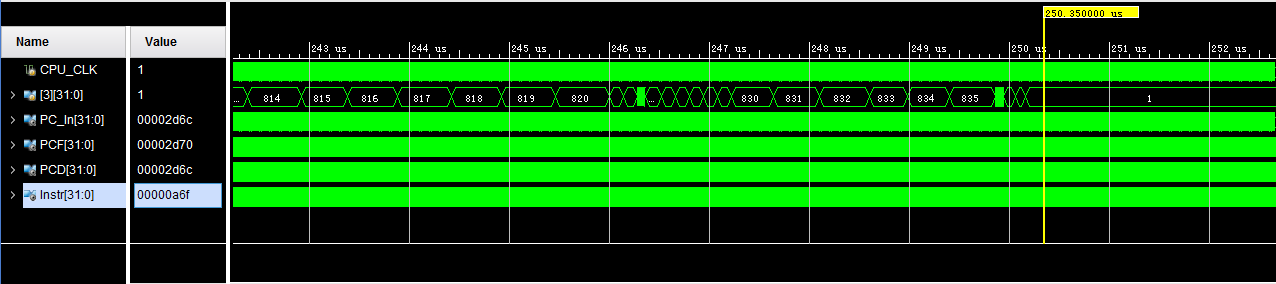 250.350000 us
Name Value
243 us 244 us 245 us 246 us 247 us 248 us 249 us 250 us 251 us 252 us
CPU_CLK 1
[3][31:0] 1 ... 814 815 816 817 818 819 820 ... 830 831 832 833 834 835 1
PC_In[31:0] 00002d6c
PCF[31:0] 00002d70
PCD[31:0] 00002d6c
Instr[31:0] 00000a6f